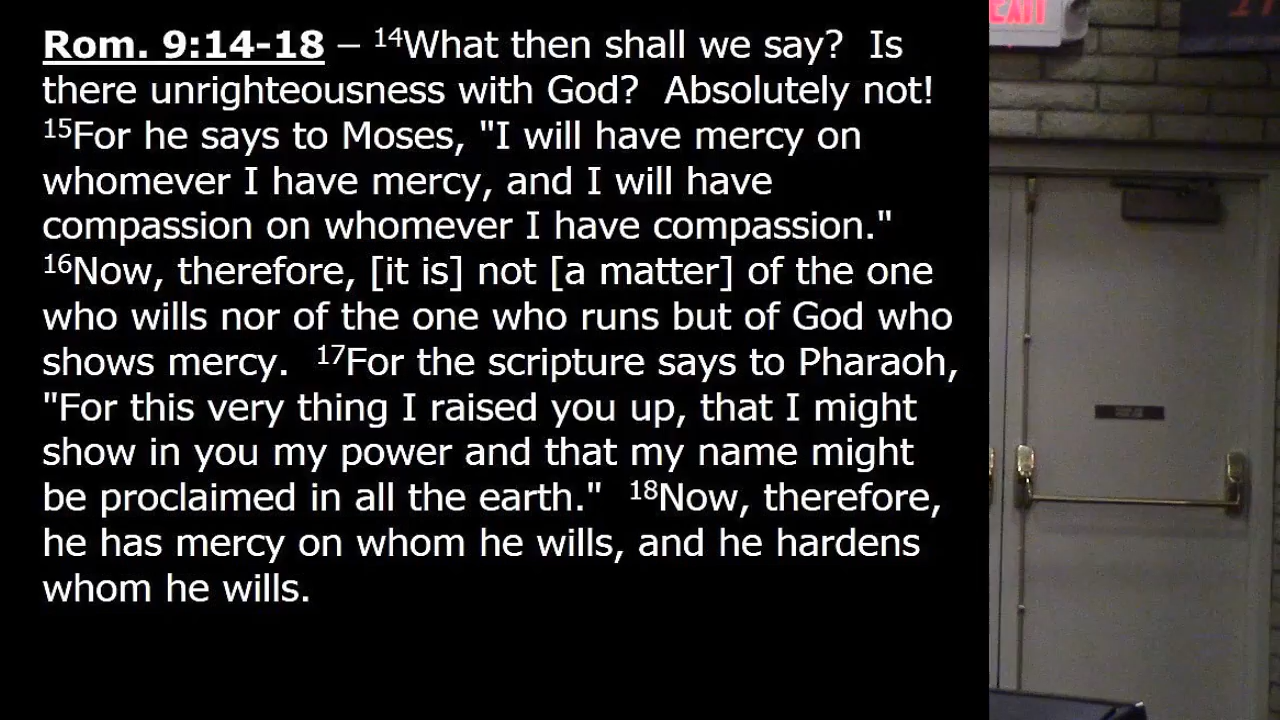 Rom. 9:14-18 – 14What then shall we say?  Is
there unrighteousness with God?  Absolutely not!
15For he says to Moses, "I will have mercy on
whomever I have mercy, and I will have
compassion on whomever I have compassion."
16Now, therefore, [it is] not [a matter] of the one
who wills nor of the one who runs but of God who
shows mercy.  17For the scripture says to Pharaoh,
"For this very thing I raised you up, that I might
show in you my power and that my name might
be proclaimed in all the earth."  18Now, therefore,
he has mercy on whom he wills, and he hardens
whom he wills.
EXIT